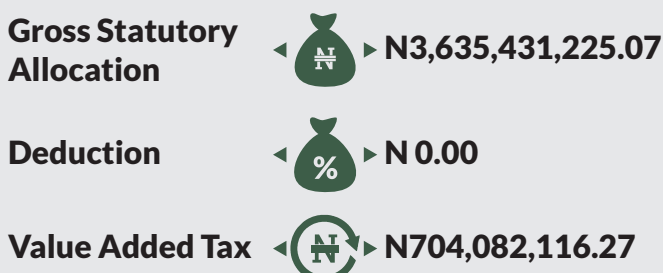 Gross Statutory
Allocation
₦
N3,635,431,225.07
Deduction
%
N 0.00
Value Added Tax
₦
N704,082,116.27